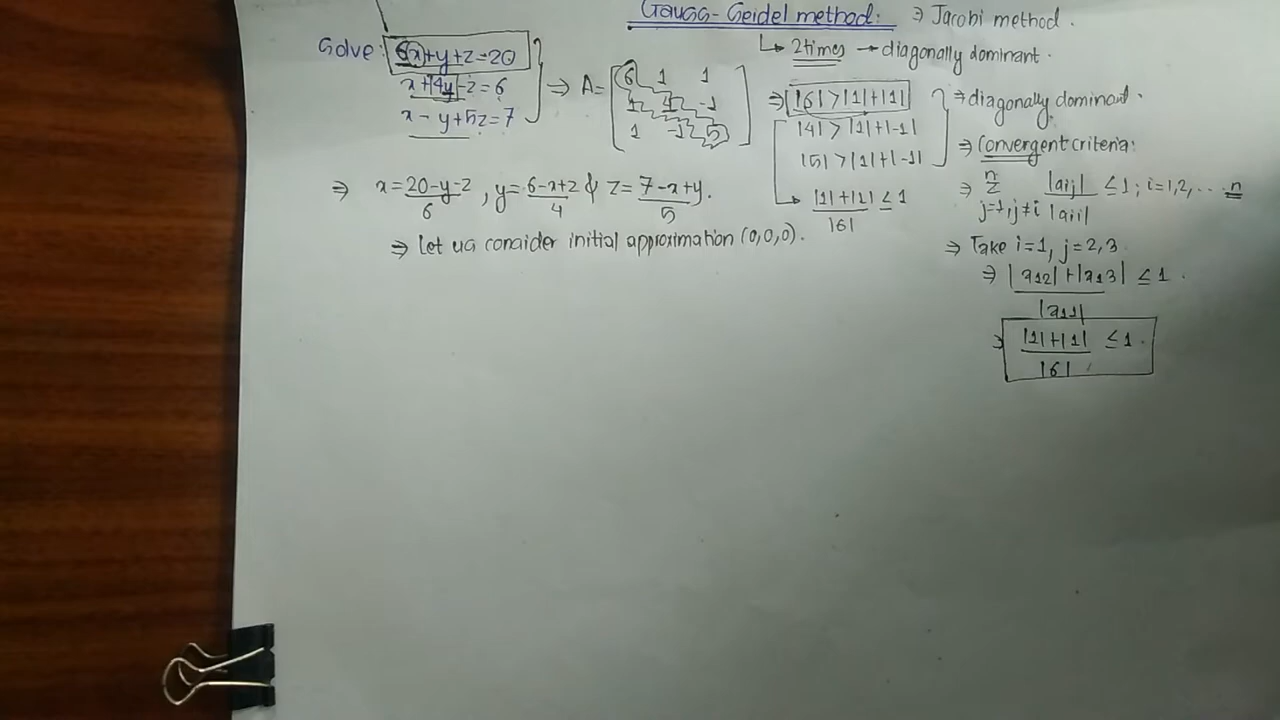 Gauss-Seidel method: ⇒ Jacobi method.
↳ 2times → diagonally dominant.
Solve: 6x+y+z=20
x+4y-z=6
x-y+5z=7
⇒ A= [6 1 1
1 4 -1
1 -1 5]
⇒ |6|>|1|+|1|
|4|>|1|+|-1|
|5|>|1|+|-1|
⇒ diagonally dominant.
→ |1|+|1| / |6| ≤ 1
⇒ Convergent criteria:
⇒ n Σ j=1, j≠i |aij| / |aii| ≤ 1; i=1,2,... n
⇒ Take i=1, j=2,3.
⇒ |a12|+|a13| / |a11| ≤ 1.
⇒ |1|+|1| / |6| ≤ 1.
⇒ x = 20-y-z / 6, y = 6-x+z / 4 & z = 7-x+y / 5.
⇒ Let us consider initial approximation (0,0,0).